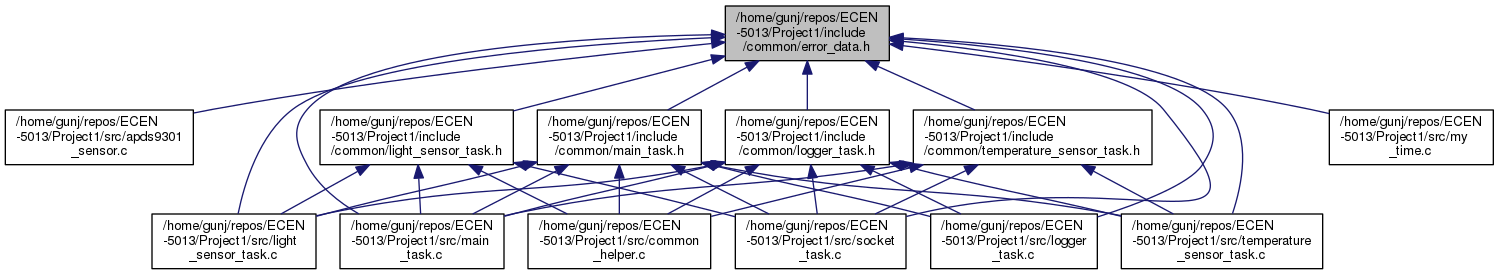 /home/gunj/repos/ECEN
-5013/Project1/include
/common/error_data.h
/home/gunj/repos/ECEN
-5013/Project1/src/apds9301
_sensor.c
/home/gunj/repos/ECEN
-5013/Project1/include
/common/light_sensor_task.h
/home/gunj/repos/ECEN
-5013/Project1/include
/common/main_task.h
/home/gunj/repos/ECEN
-5013/Project1/include
/common/logger_task.h
/home/gunj/repos/ECEN
-5013/Project1/include
/common/temperature_sensor_task.h
/home/gunj/repos/ECEN
-5013/Project1/src/my
_time.c
/home/gunj/repos/ECEN
-5013/Project1/src/light
_sensor_task.c
/home/gunj/repos/ECEN
-5013/Project1/src/main
_task.c
/home/gunj/repos/ECEN
-5013/Project1/src/common
_helper.c
/home/gunj/repos/ECEN
-5013/Project1/src/socket
_task.c
/home/gunj/repos/ECEN
-5013/Project1/src/logger
_task.c
/home/gunj/repos/ECEN
-5013/Project1/src/temperature
_sensor_task.c